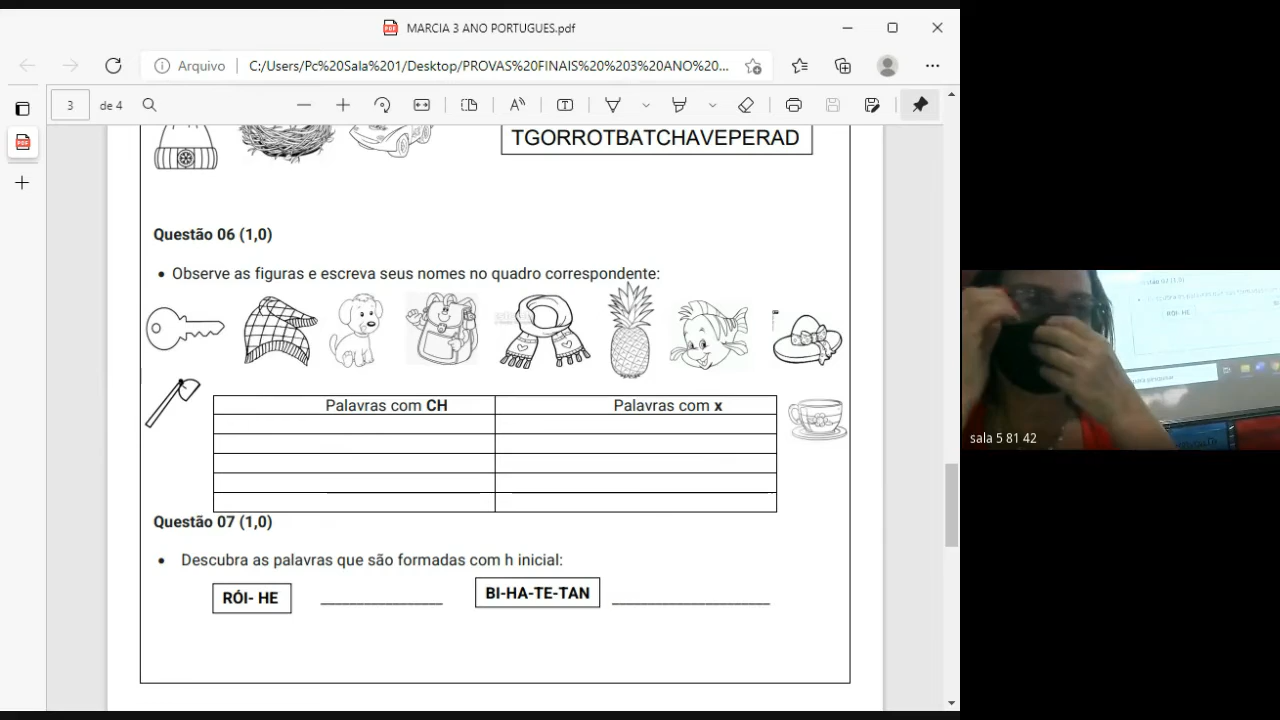 MARCIA 3 ANO PORTUGUES.pdf
Arquivo
C:/Users/Pc%20Sala%201/Desktop/PROVAS%20FINAIS%20%203%20ANO%20...
3
de 4
TGORROTBATCHAVEPERAD
Questão 06 (1,0)
• Observe as figuras e escreva seus nomes no quadro correspondente:
Palavras com CH
Palavras com x
Questão 07 (1,0)
• Descubra as palavras que são formadas com h inicial:
RÓI- HE
BI-HA-TE-TAN
RÓI- HE
sala 5 81 42